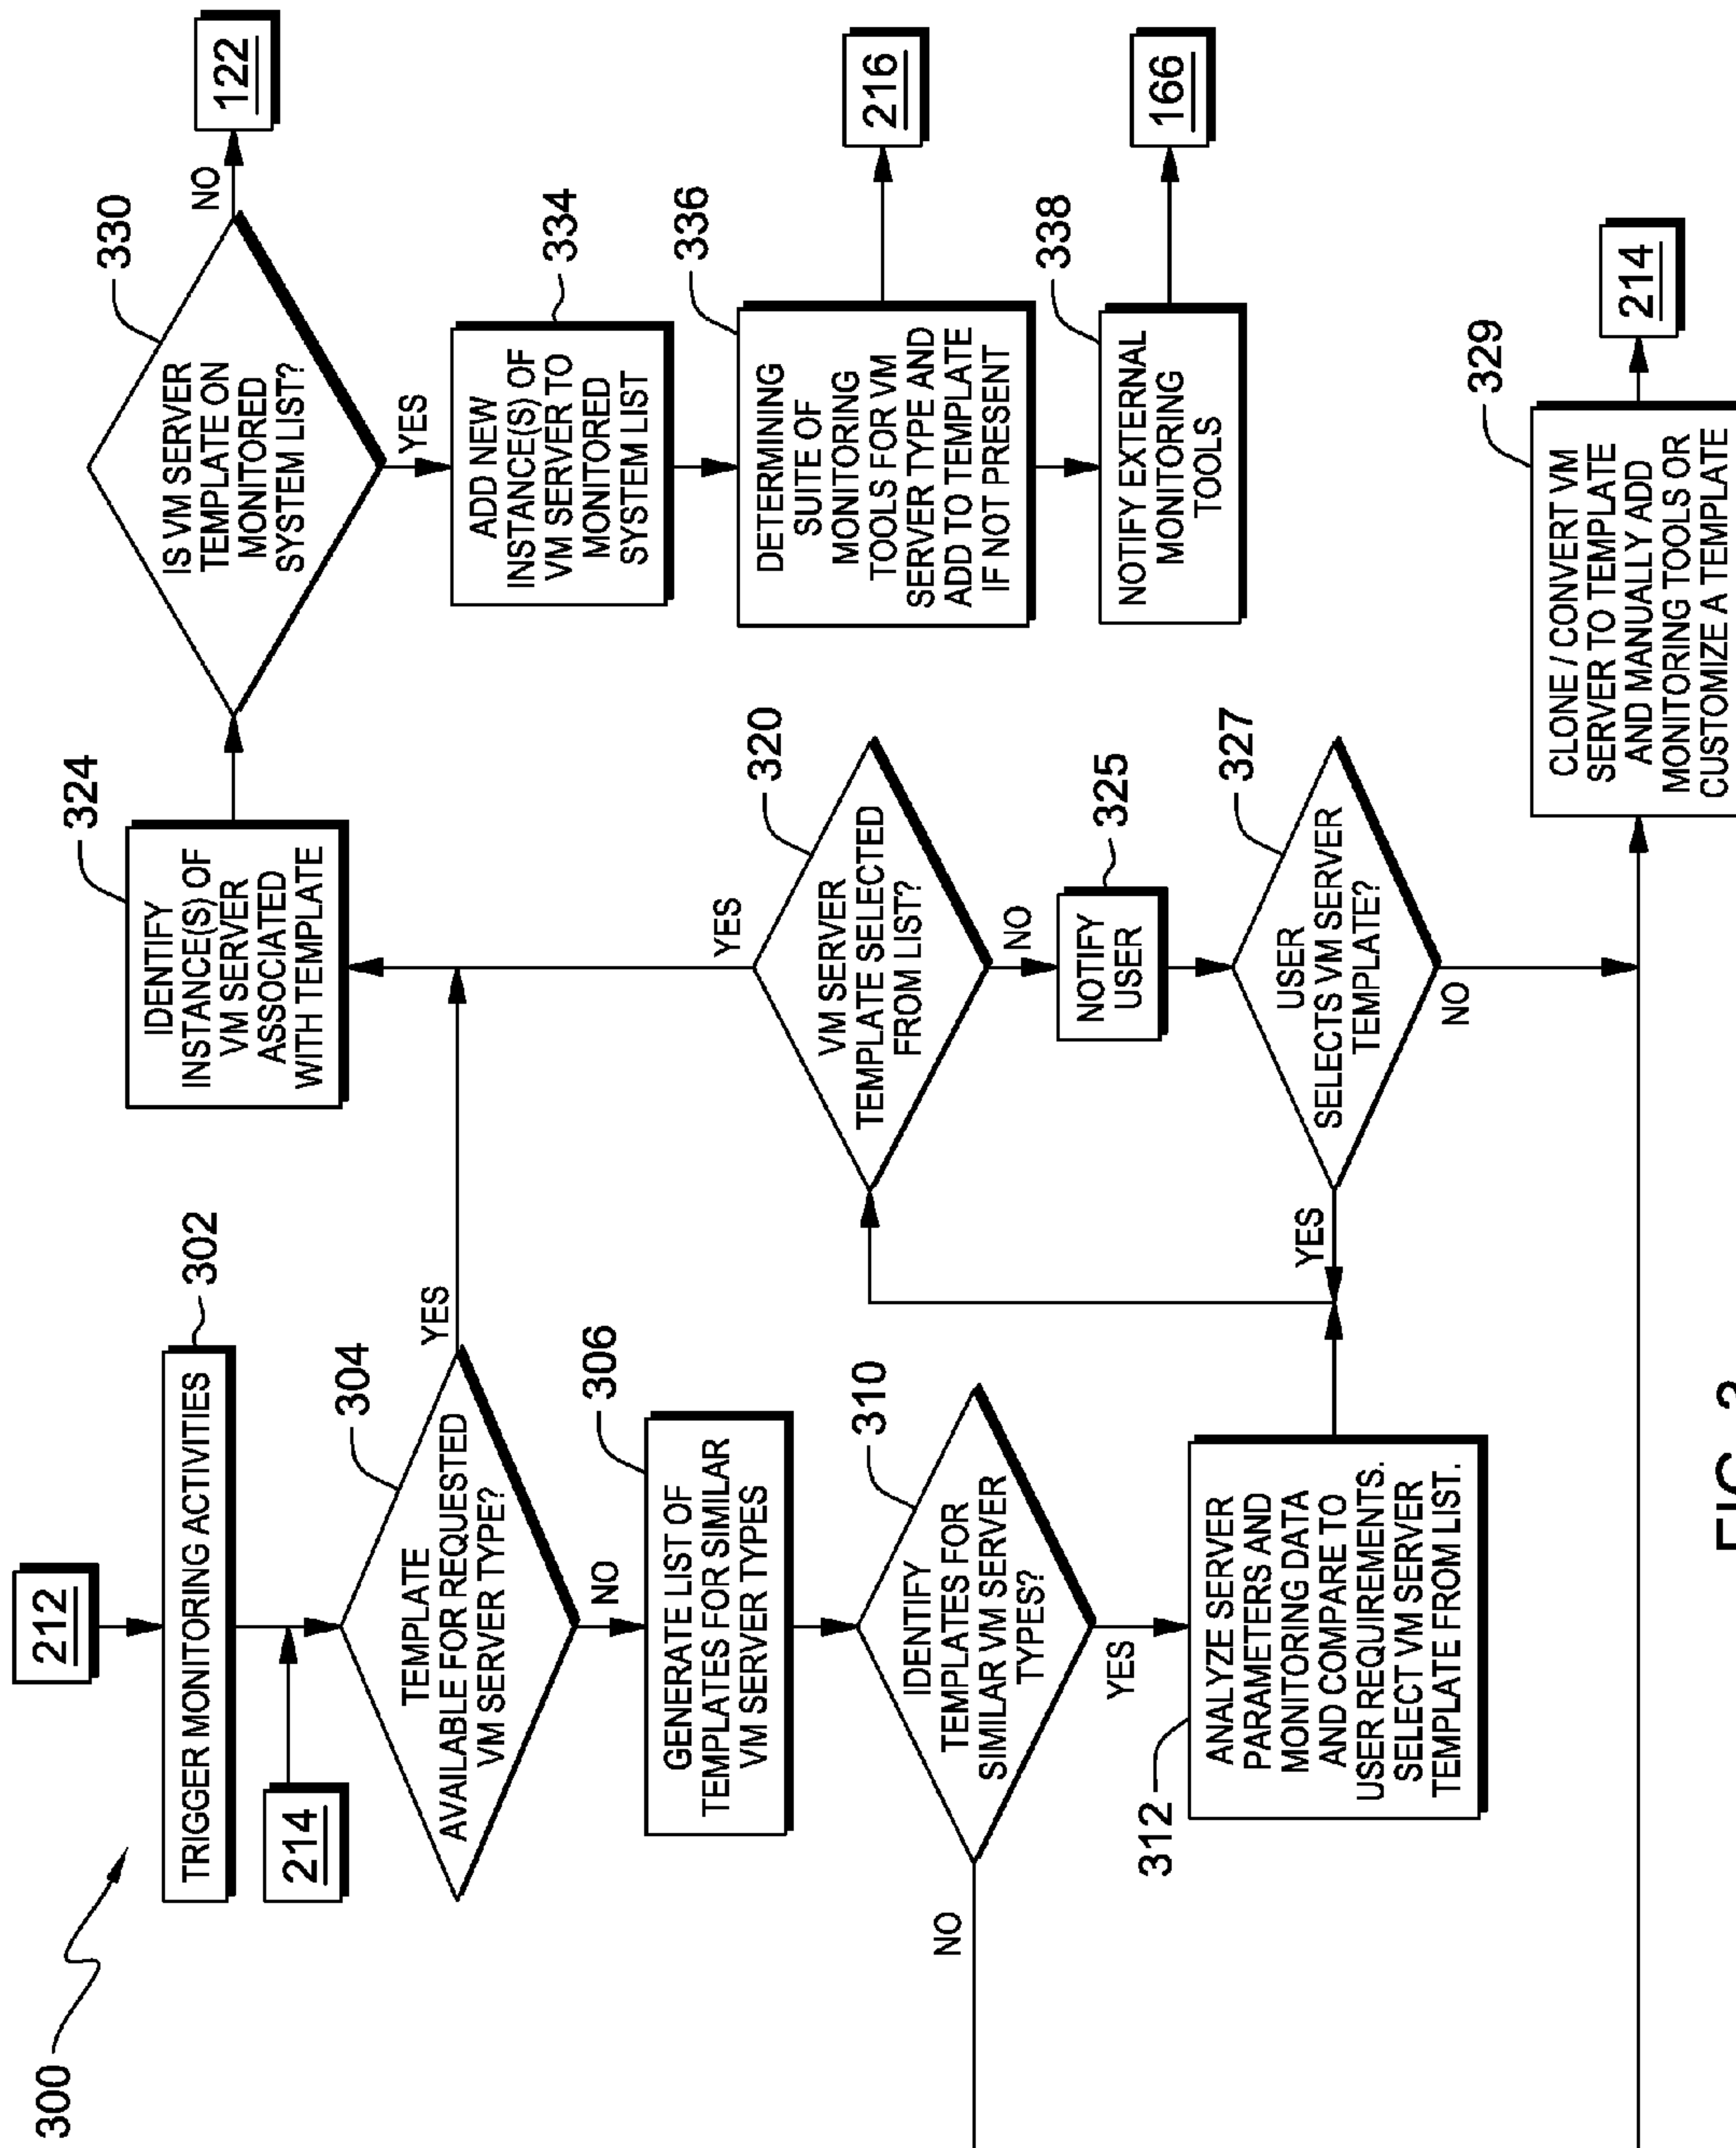 300
212
TRIGGER MONITORING ACTIVITIES
302
214
TEMPLATE
AVAILABLE FOR REQUESTED
VM SERVER TYPE?
304
YES
NO
GENERATE LIST OF
TEMPLATES FOR SIMILAR
VM SERVER TYPES
306
IDENTIFY
TEMPLATES FOR
SIMILAR VM SERVER
TYPES?
310
NO
YES
ANALYZE SERVER
PARAMETERS AND
MONITORING DATA
AND COMPARE TO
USER REQUIREMENTS.
SELECT VM SERVER
TEMPLATE FROM LIST.
312
IDENTIFY
INSTANCE(S) OF
VM SERVER
ASSOCIATED
WITH TEMPLATE
324
YES
VM SERVER
TEMPLATE SELECTED
FROM LIST?
320
NO
NOTIFY
USER
325
USER
SELECTS VM SERVER
TEMPLATE?
327
YES
NO
IS VM SERVER
TEMPLATE ON
MONITORED
SYSTEM LIST?
330
NO
122
YES
ADD NEW
INSTANCE(S) OF
VM SERVER TO
MONITORED
SYSTEM LIST
334
DETERMINING
SUITE OF
MONITORING
TOOLS FOR VM
SERVER TYPE AND
ADD TO TEMPLATE
IF NOT PRESENT
336
216
NOTIFY EXTERNAL
MONITORING
TOOLS
338
166
CLONE / CONVERT VM
SERVER TO TEMPLATE
AND MANUALLY ADD
MONITORING TOOLS OR
CUSTOMIZE A TEMPLATE
329
214